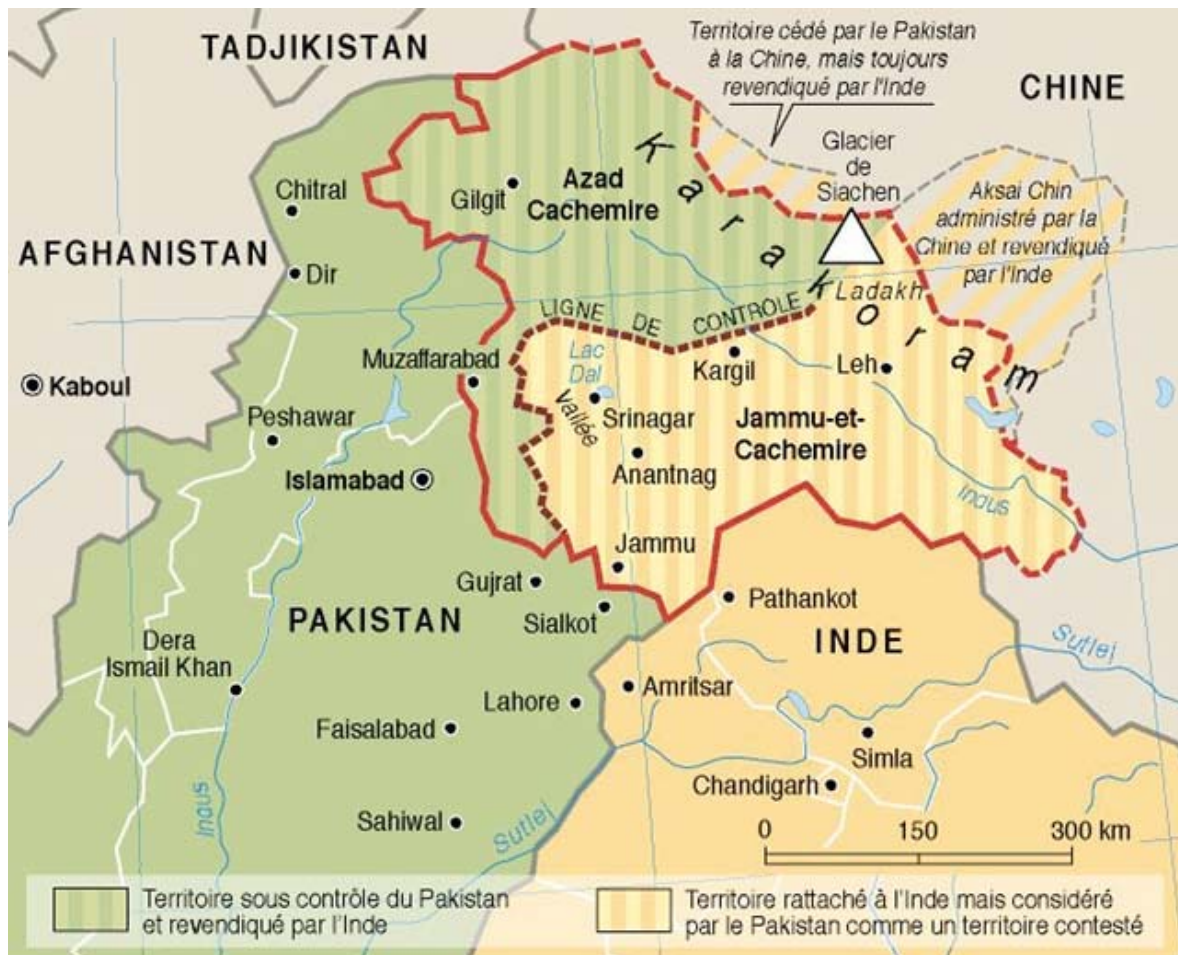 TADJIKISTAN
Territoire cédé par le Pakistan
à la Chine, mais toujours
revendiqué par l'Inde
CHINE
Glacier
de
Siachen
Karakoram
Chitral
Gilgit
Azad
Cachemire
Aksai Chin
administré par la
Chine et revendiqué
par l'Inde
AFGHANISTAN
Dir
Ladakh
LIGNE DE CONTRÔLE
Muzaffarabad
Lac
Dal
Kargil
Leh
Kaboul
Peshawar
Vallée
Srinagar
Jammu-et-
Cachemire
Islamabad
Anantnag
Indus
Jammu
Gujrat
Sialkot
Pathankot
PAKISTAN
INDE
Sutlej
Dera
Ismail Khan
Lahore
Amritsar
Faisalabad
Simla
Chandigarh
Indus
Sahiwal
Sutlej
0 150 300 km
Territoire sous contrôle du Pakistan
et revendiqué par l'Inde
Territoire rattaché à l'Inde mais considéré
par le Pakistan comme un territoire contesté